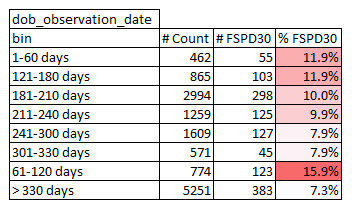 dob_observation_date
bin # Count # FSPD30 % FSPD30
1-60 days 462 55 11.9%
121-180 days 865 103 11.9%
181-210 days 2994 298 10.0%
211-240 days 1259 125 9.9%
241-300 days 1609 127 7.9%
301-330 days 571 45 7.9%
61-120 days 774 123 15.9%
> 330 days 5251 383 7.3%